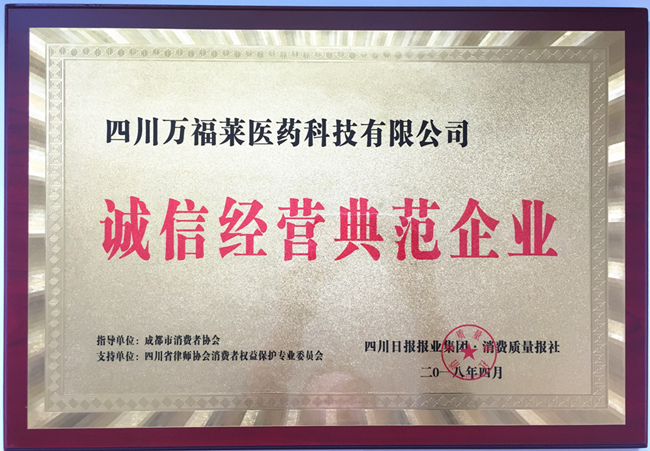 四川万福莱医药科技有限公司
诚信经营典范企业
指导单位：成都市消费者协会
支持单位：四川省律师协会消费者权益保护专业委员会
四川日报报业集团·消费质量报社
二〇一八年四月